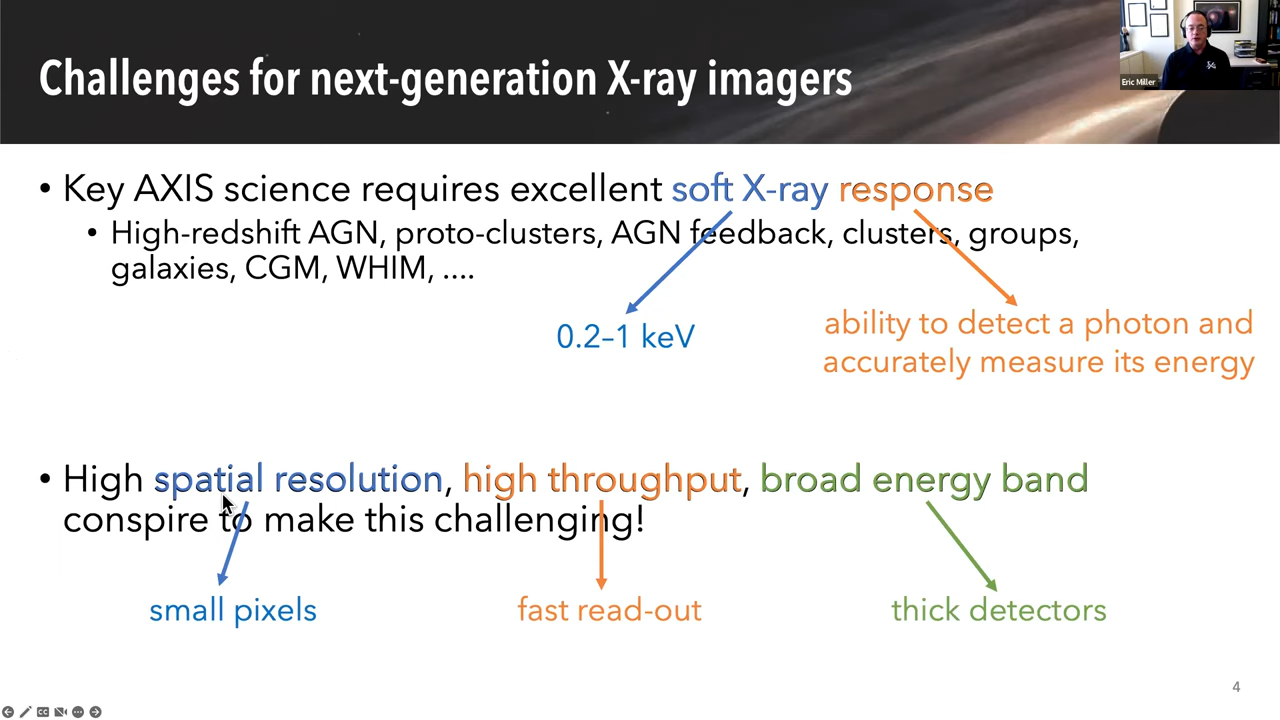 Challenges for next-generation X-ray imagers
Eric Miller
• Key AXIS science requires excellent soft X-ray response
• High-redshift AGN, proto-clusters, AGN feedback, clusters, groups,
galaxies, CGM, WHIM, ....
0.2–1 keV
ability to detect a photon and
accurately measure its energy
• High spatial resolution, high throughput, broad energy band
conspire to make this challenging!
small pixels
fast read-out
thick detectors
4